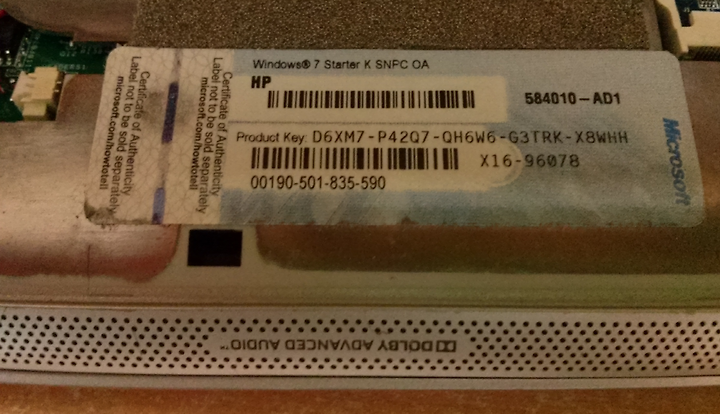 Windows® 7 Starter K SNPC OA
HP
584010-AD1
Product Key: D6XM7-P42Q7-QH6W6-G3TRK-X8WHH
X16-96078
00190-501-835-590
Certificate of Authenticity
Label not to be sold separately
microsoft.com/howtotell
Certificate of Authenticity
Label not to be sold separately
microsoft.com/howtotell
Microsoft
DOLBY ADVANCED AUDIO™